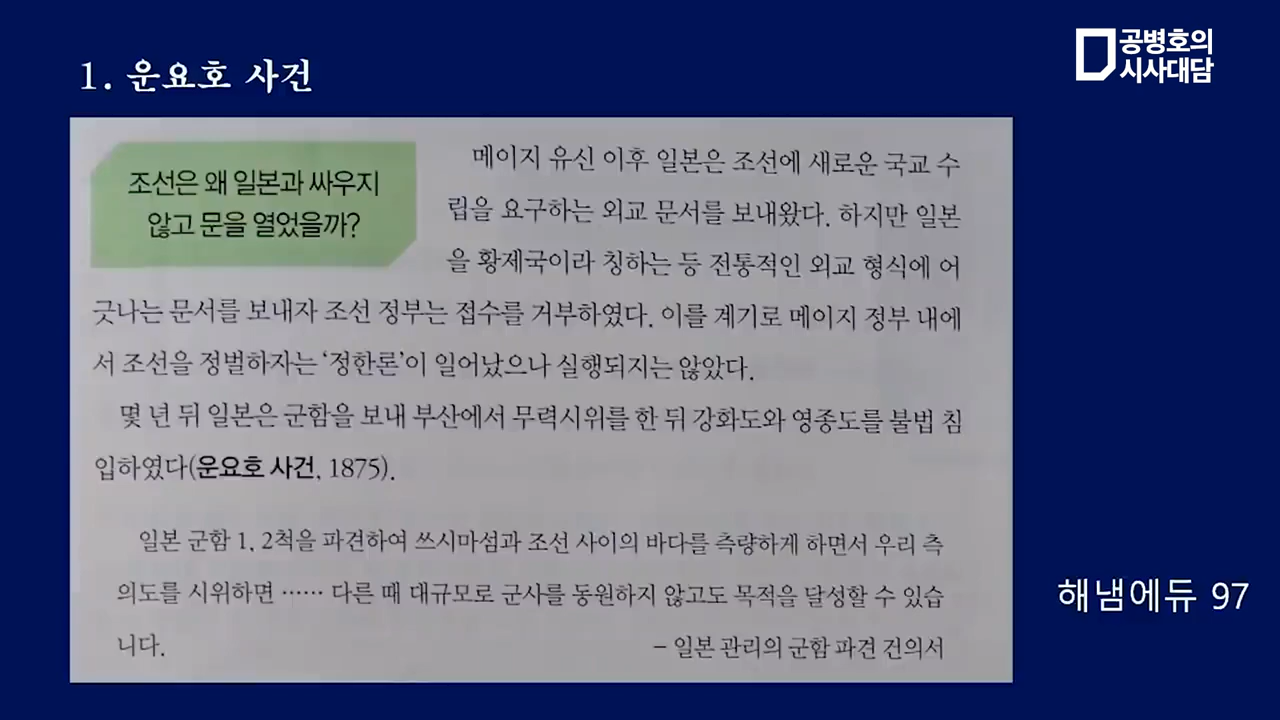 1. 운요호 사건
공병호의
시사대담
조선은 왜 일본과 싸우지
않고 문을 열었을까?
메이지 유신 이후 일본은 조선에 새로운 국교 수
립을 요구하는 외교 문서를 보내왔다. 하지만 일본
을 황제국이라 칭하는 등 전통적인 외교 형식에 어
긋나는 문서를 보내자 조선 정부는 접수를 거부하였다. 이를 계기로 메이지 정부 내에
서 조선을 정벌하자는 ‘정한론’이 일어났으나 실행되지는 않았다.
몇 년 뒤 일본은 군함을 보내 부산에서 무력시위를 한 뒤 강화도와 영종도를 불법 침
입하였다(운요호 사건, 1875).
일본 군함 1, 2척을 파견하여 쓰시마섬과 조선 사이의 바다를 측량하게 하면서 우리 측
의도를 시위하면 …… 다른 때 대규모로 군사를 동원하지 않고도 목적을 달성할 수 있습
니다.
– 일본 관리의 군함 파견 건의서
해냄에듀 97